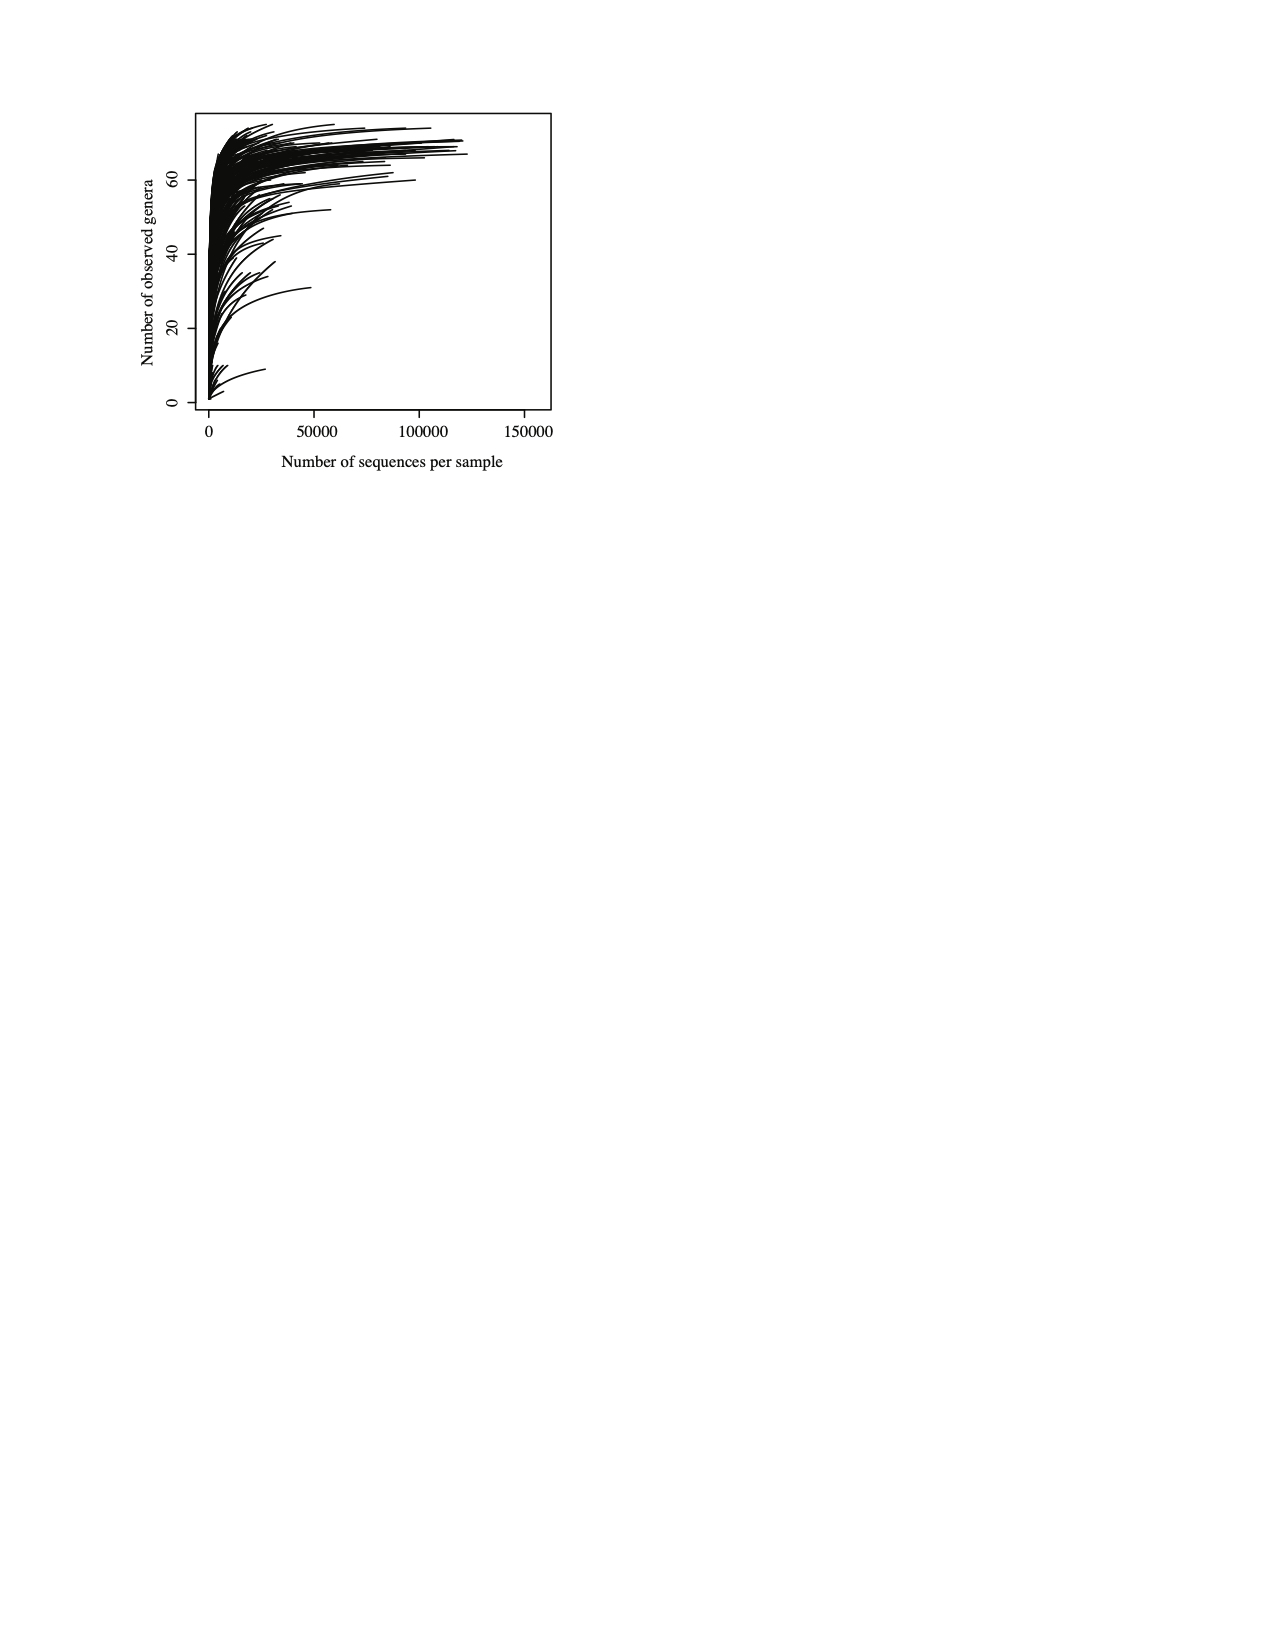 Number of observed genera
60
40
20
0
0 50000 100000 150000
Number of sequences per sample